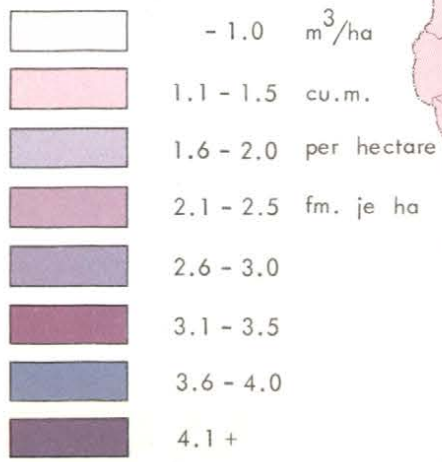 - 1.0 m³/ha
1.1 - 1.5 cu.m.
1.6 - 2.0 per hectare
2.1 - 2.5 fm. je ha
2.6 - 3.0
3.1 - 3.5
3.6 - 4.0
4.1 +